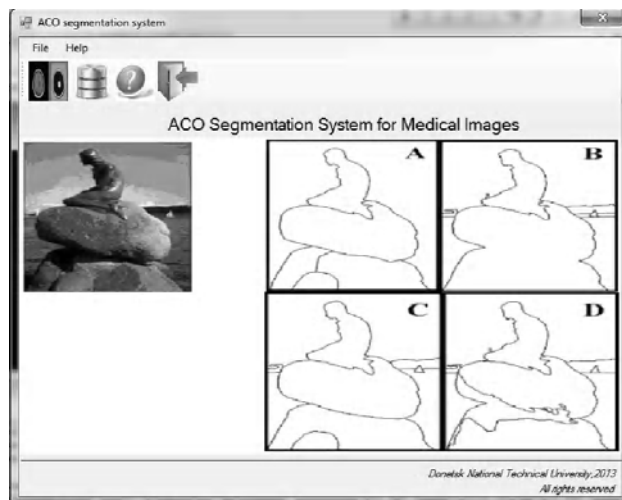 ACO segmentation system
File Help
ACO Segmentation System for Medical Images
A
B
C
D
Donetsk National Technical University,2013
All rights reserved